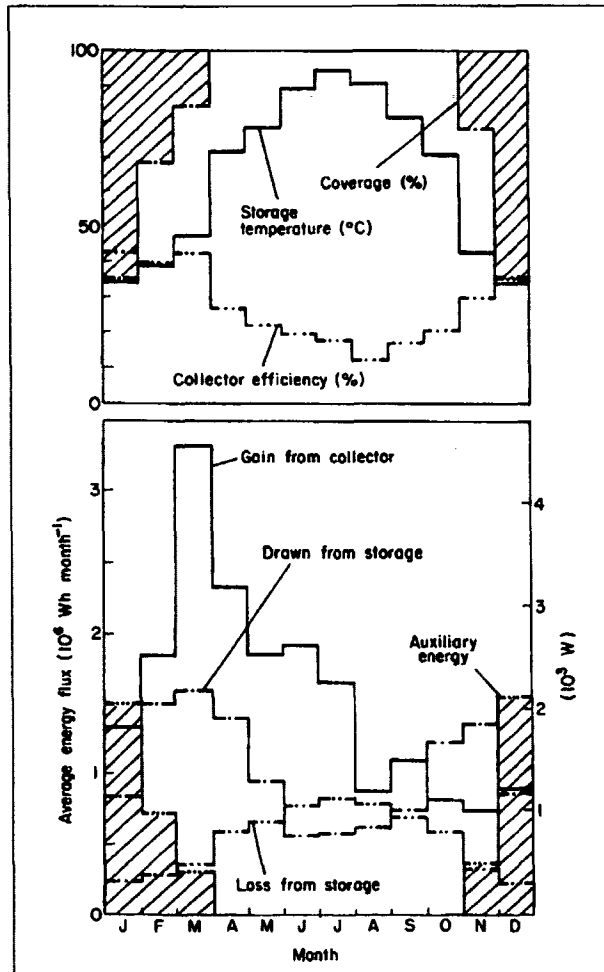 100
50
0
Coverage (%)
Storage
temperature (°C)
Collector efficiency (%)
3
2
1
0
Average energy flux (10⁶ Wh month⁻¹)
Gain from collector
Drawn from storage
Auxiliary
energy
Loss from storage
4
3
2
1
(10³ W)
J F M A M J J A S O N D
Month